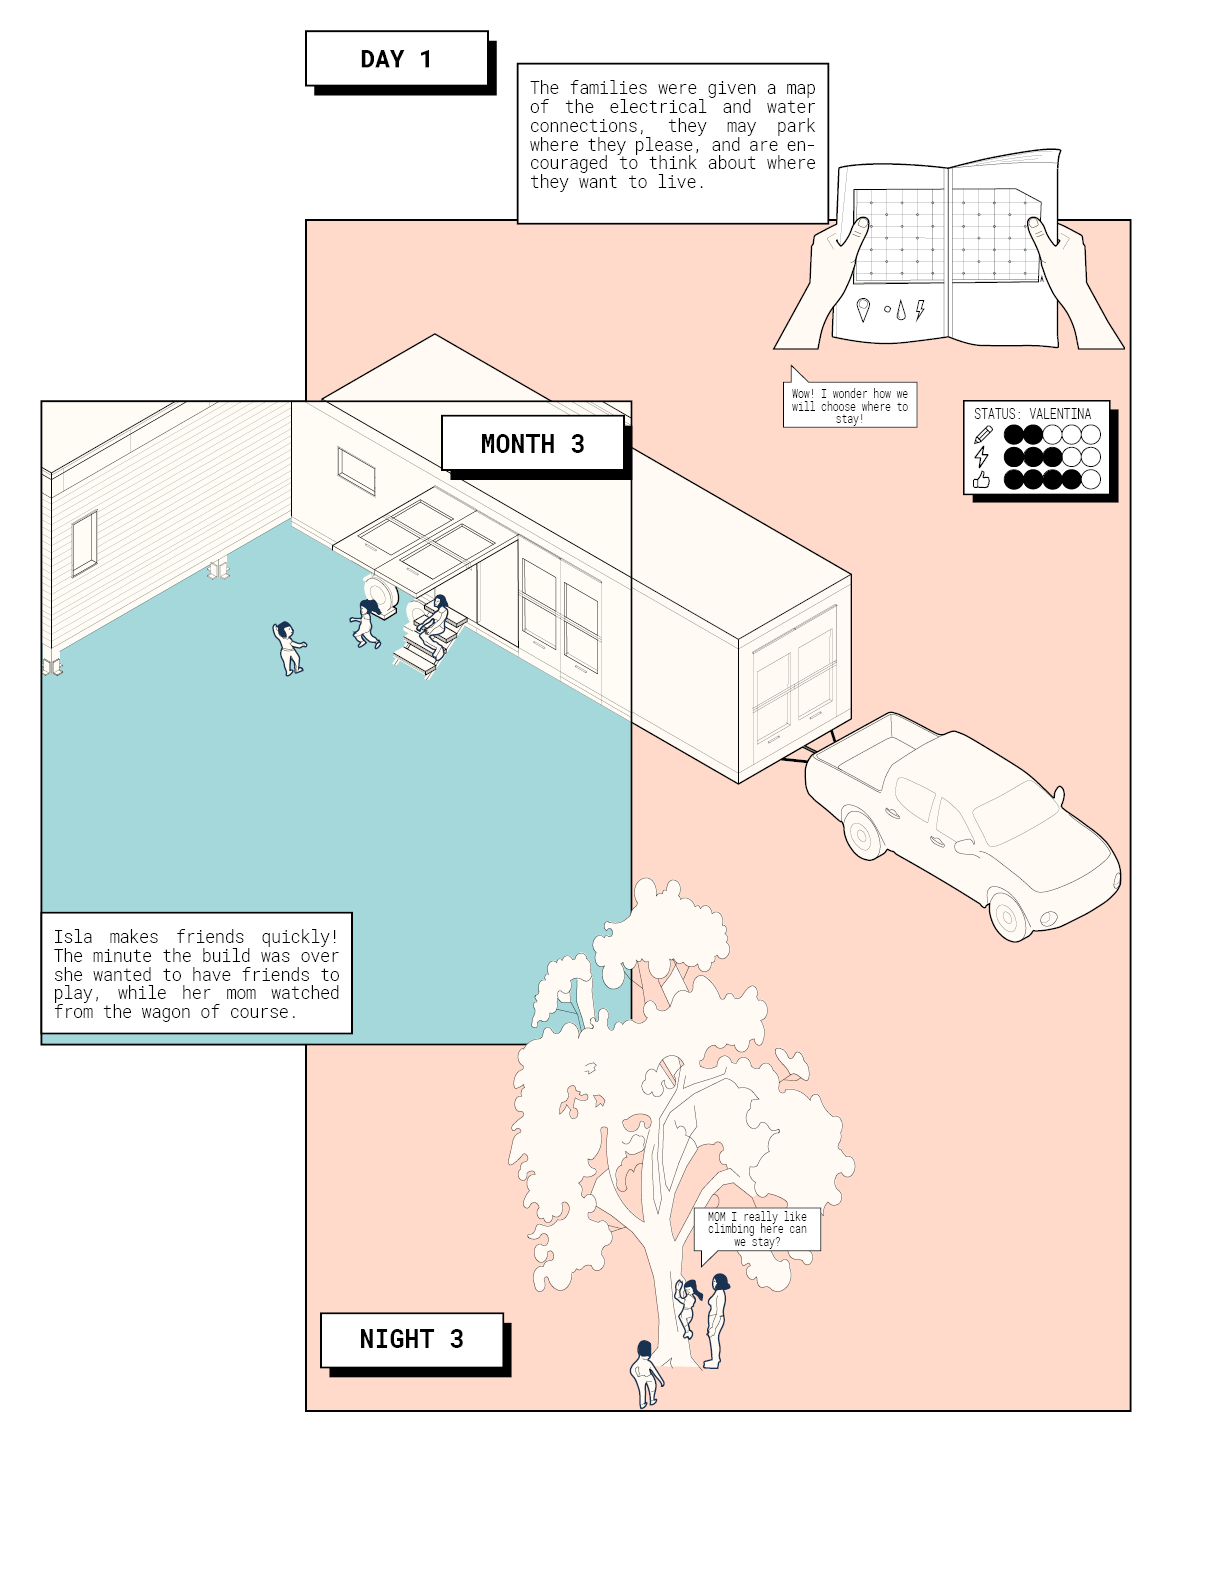 DAY 1
The families were given a map
of the electrical and water
connections, they may park
where they please, and are en-
couraged to think about where
they want to live.
Wow! I wonder how we
will choose where to
stay!
STATUS: VALENTINA
MONTH 3
Isla makes friends quickly!
The minute the build was over
she wanted to have friends to
play, while her mom watched
from the wagon of course.
MOM I really like
climbing here can
we stay?
NIGHT 3